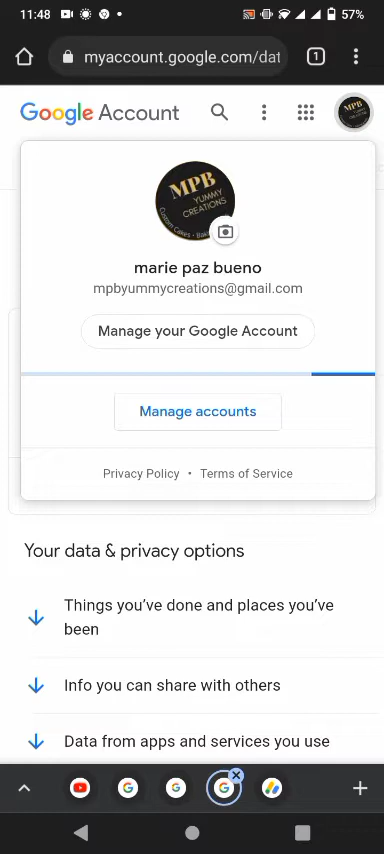 11:48
57%
myaccount.google.com/dat
1
Google Account
MPB
MPB
YUMMY
CREATIONS
marie paz bueno
mpbyummycreations@gmail.com
Manage your Google Account
Manage accounts
Privacy Policy • Terms of Service
Your data & privacy options
Things you've done and places you've
been
Info you can share with others
Data from apps and services you use